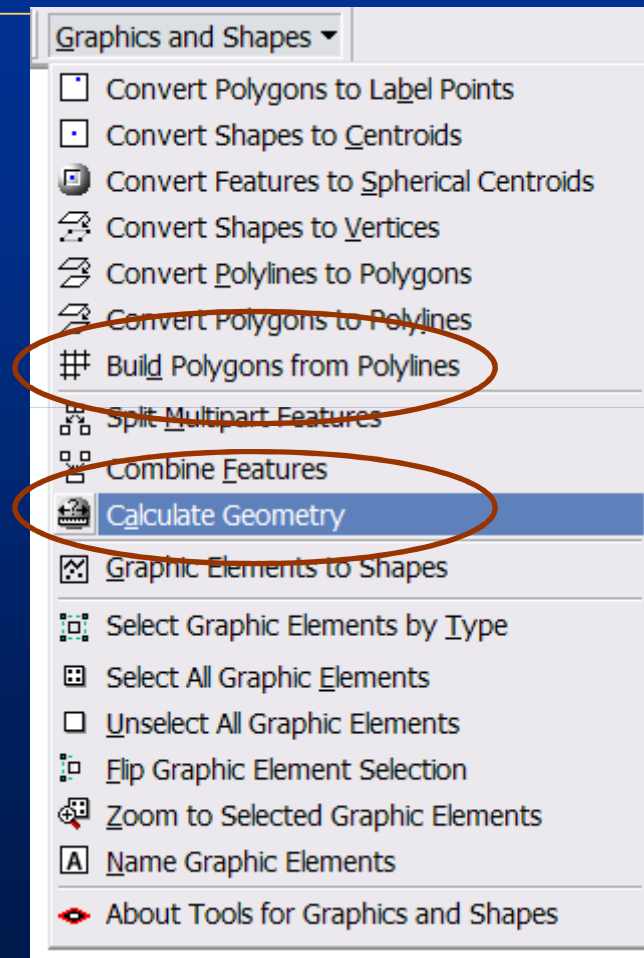 Graphics and Shapes
Convert Polygons to Label Points
Convert Shapes to Centroids
Convert Features to Spherical Centroids
Convert Shapes to Vertices
Convert Polylines to Polygons
Convert Polygons to Polylines
Build Polygons from Polylines
Split Multipart Features
Combine Features
Calculate Geometry
Graphic Elements to Shapes
Select Graphic Elements by Type
Select All Graphic Elements
Unselect All Graphic Elements
Flip Graphic Element Selection
Zoom to Selected Graphic Elements
A Name Graphic Elements
About Tools for Graphics and Shapes